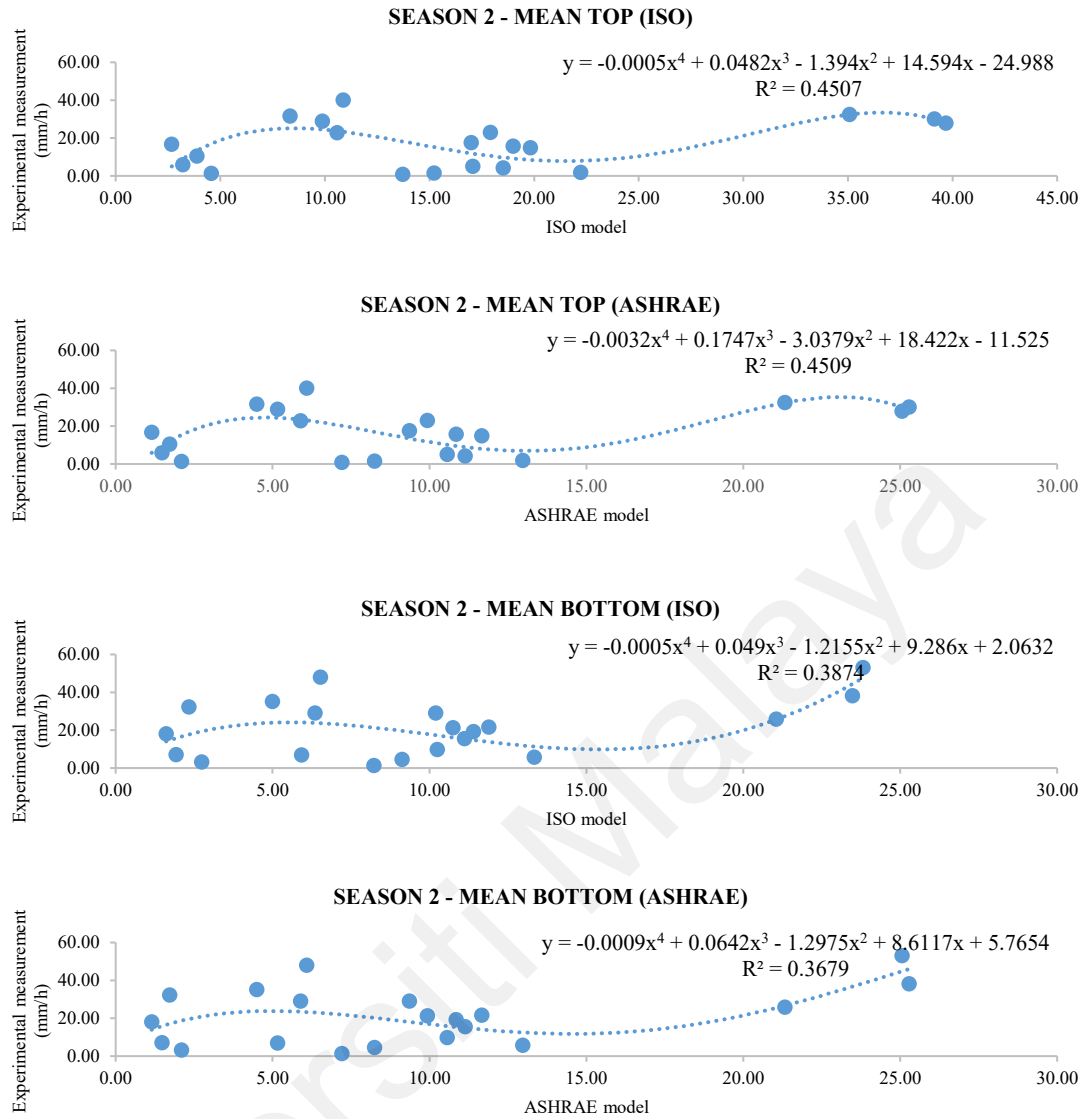 SEASON 2 - MEAN TOP (ISO)
y = -0.0005x⁴ + 0.0482x³ - 1.394x² + 14.594x - 24.988
R² = 0.4507
Experimental measurement
(mm/h)
60.00
40.00
20.00
0.00
0.00 5.00 10.00 15.00 20.00 25.00 30.00 35.00 40.00 45.00
ISO model
SEASON 2 - MEAN TOP (ASHRAE)
y = -0.0032x⁴ + 0.1747x³ - 3.0379x² + 18.422x - 11.525
R² = 0.4509
Experimental measurement
(mm/h)
60.00
40.00
20.00
0.00
0.00 5.00 10.00 15.00 20.00 25.00 30.00
ASHRAE model
SEASON 2 - MEAN BOTTOM (ISO)
y = -0.0005x⁴ + 0.049x³ - 1.2155x² + 9.286x + 2.0632
R² = 0.3874
Experimental measurement
(mm/h)
60.00
40.00
20.00
0.00
0.00 5.00 10.00 15.00 20.00 25.00 30.00
ISO model
SEASON 2 - MEAN BOTTOM (ASHRAE)
y = -0.0009x⁴ + 0.0642x³ - 1.2975x² + 8.6117x + 5.7654
R² = 0.3679
Experimental measurement
(mm/h)
60.00
40.00
20.00
0.00
0.00 5.00 10.00 15.00 20.00 25.00 30.00
ASHRAE model
ersiti Malaya